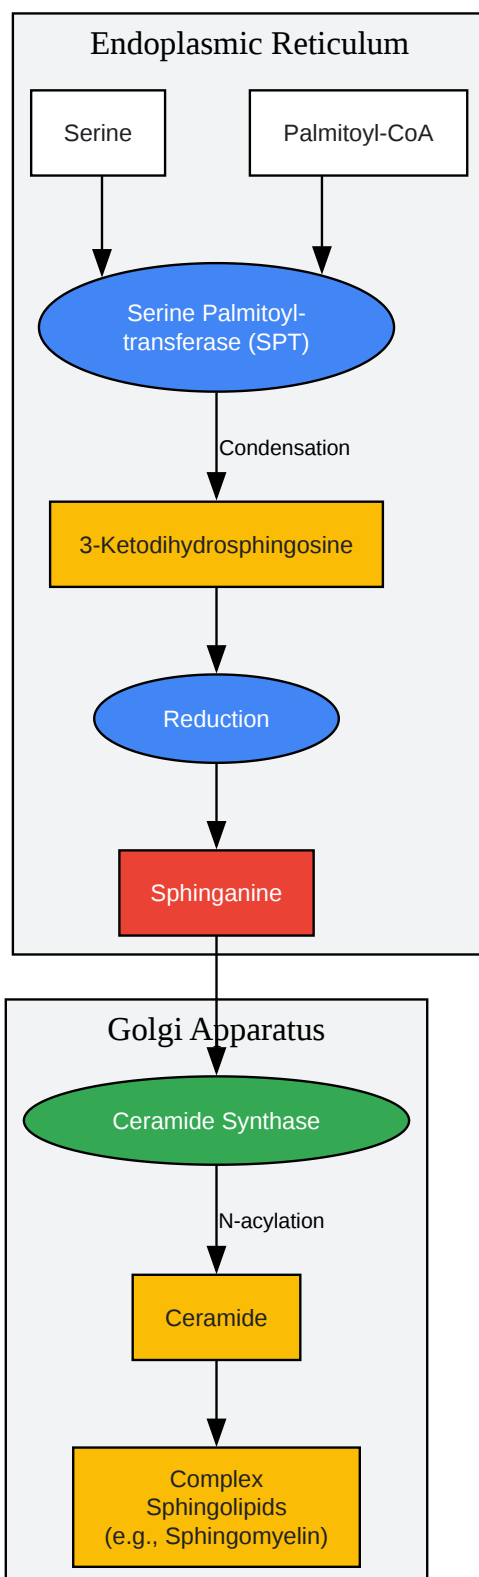 Endoplasmic Reticulum
Serine
Palmitoyl-CoA
Serine Palmitoyl-
transferase (SPT)
Condensation
3-Ketodihydrosphingosine
Reduction
Sphinganine
Golgi Apparatus
Ceramide Synthase
N-acylation
Ceramide
Complex
Sphingolipids
(e.g., Sphingomyelin)